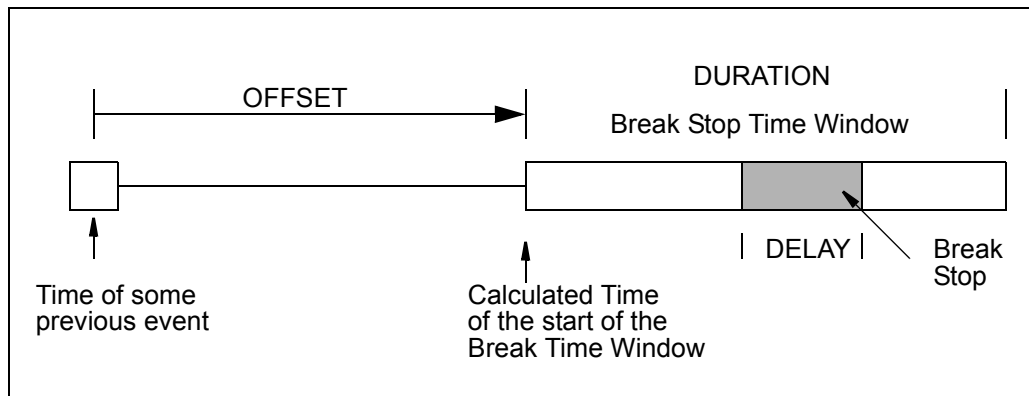 OFFSET
DURATION
Break Stop Time Window
DELAY
Break
Stop
Time of some
previous event
Calculated Time
of the start of the
Break Time Window